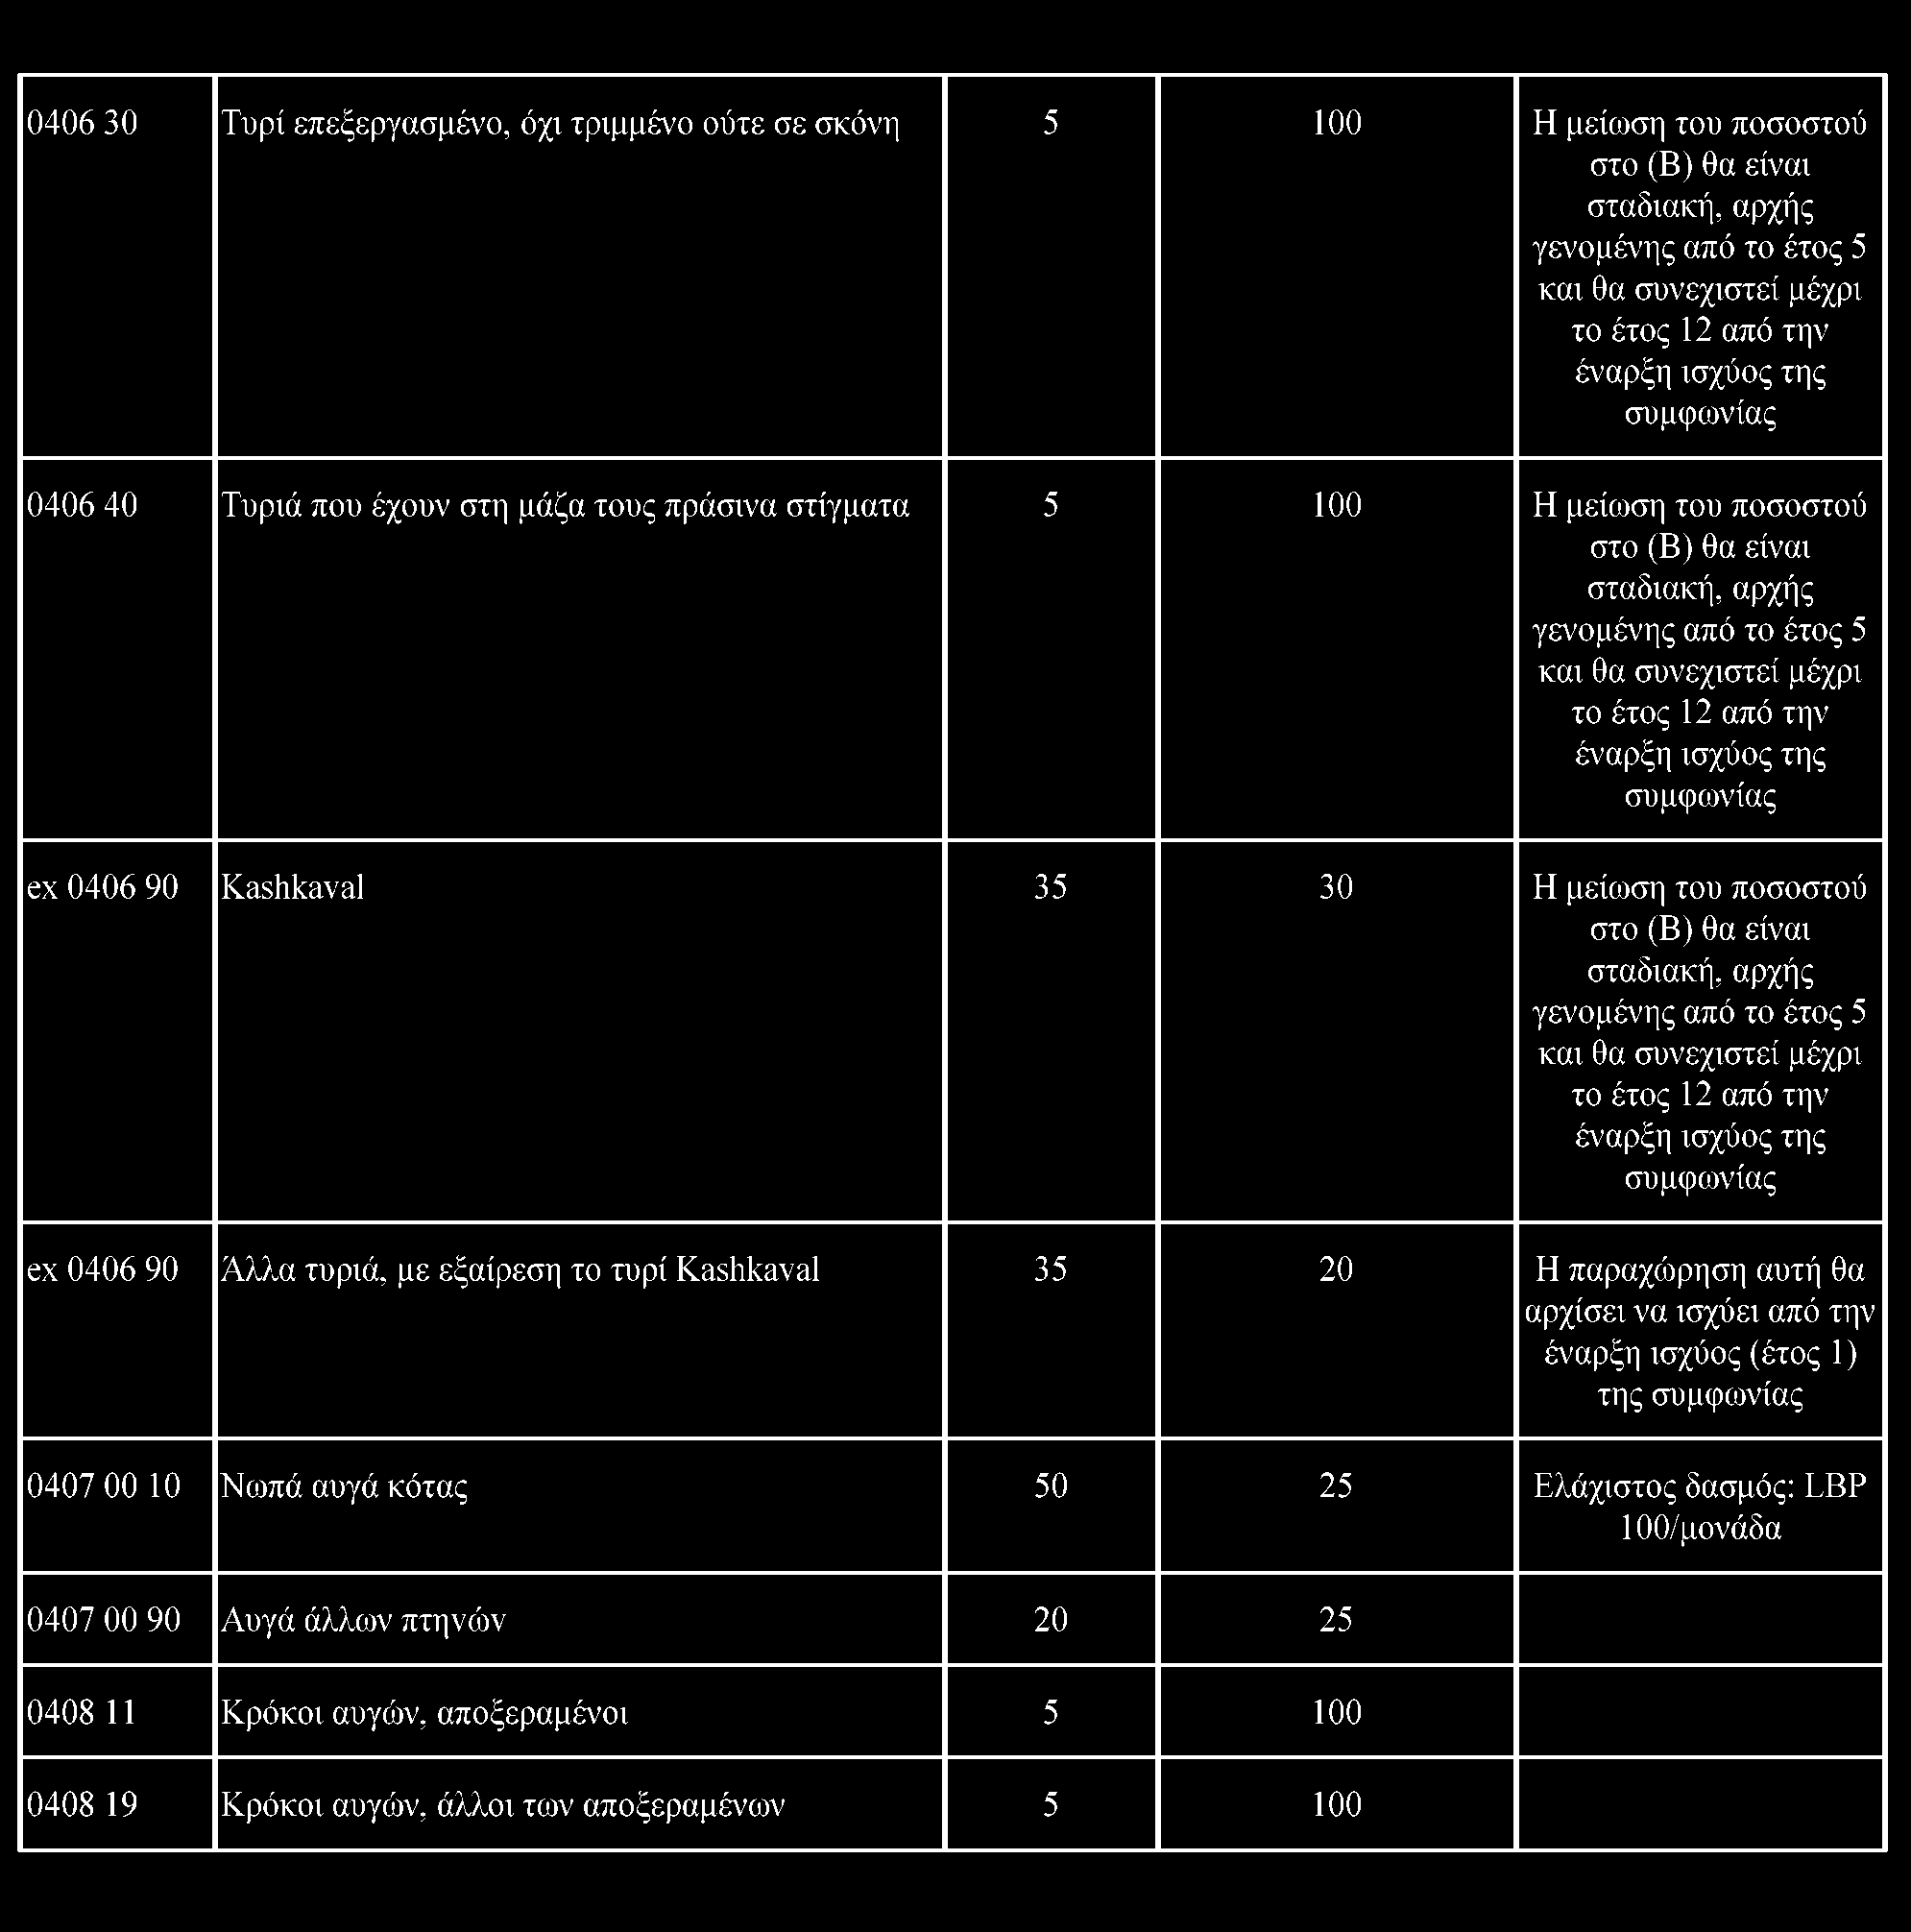 0406 30 Τυρί επεξεργασμένο, όχι τριμμένο ούτε σε σκόνη 5 100 Η μείωση του ποσοστού
στο (Β) θα είναι
σταδιακή, αρχής
γενομένης από το έτος 5
και θα συνεχιστεί μέχρι
το έτος 12 από την
έναρξη ισχύος της
συμφωνίας
0406 40 Τυριά που έχουν στη μάζα τους πράσινα στίγματα 5 100 Η μείωση του ποσοστού
στο (Β) θα είναι
σταδιακή, αρχής
γενομένης από το έτος 5
και θα συνεχιστεί μέχρι
το έτος 12 από την
έναρξη ισχύος της
συμφωνίας
ex 0406 90 Kashkaval 35 30 Η μείωση του ποσοστού
στο (Β) θα είναι
σταδιακή, αρχής
γενομένης από το έτος 5
και θα συνεχιστεί μέχρι
το έτος 12 από την
έναρξη ισχύος της
συμφωνίας
ex 0406 90 Άλλα τυριά, με εξαίρεση το τυρί Kashkaval 35 20 Η παραχώρηση αυτή θα
αρχίσει να ισχύει από την
έναρξη ισχύος (έτος 1)
της συμφωνίας
0407 00 10 Νωπά αυγά κότας 50 25 Ελάχιστος δασμός: LBP
100/μονάδα
0407 00 90 Αυγά άλλων πτηνών 20 25
0408 11 Κρόκοι αυγών, αποξεραμένοι 5 100
0408 19 Κρόκοι αυγών, άλλοι των αποξεραμένων 5 100